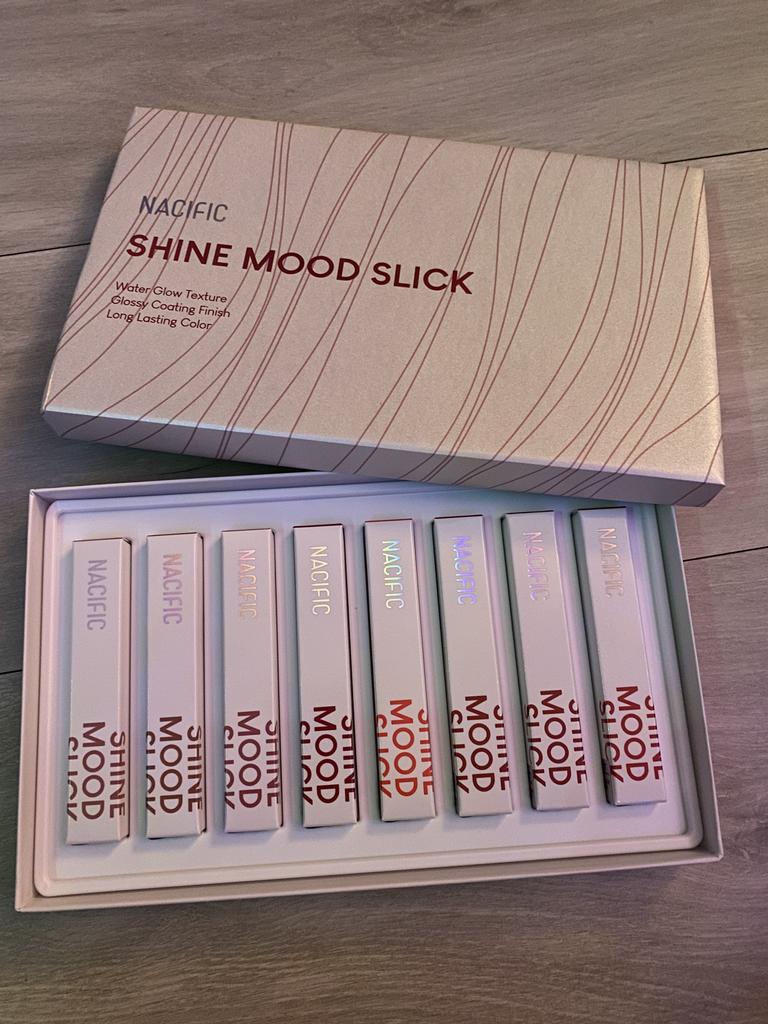 NACIFIC
SHINE MOOD SLICK
Water Glow Texture
Glossy Coating Finish
Long Lasting Color
NACIFIC
SHINE
MOOD
SLICK
NACIFIC
SHINE
MOOD
SLICK
NACIFIC
SHINE
MOOD
SLICK
NACIFIC
SHINE
MOOD
SLICK
NACIFIC
SHINE
MOOD
SLICK
NACIFIC
SHINE
MOOD
SLICK
NACIFIC
SHINE
MOOD
SLICK
NACIFIC
SHINE
MOOD
SLICK